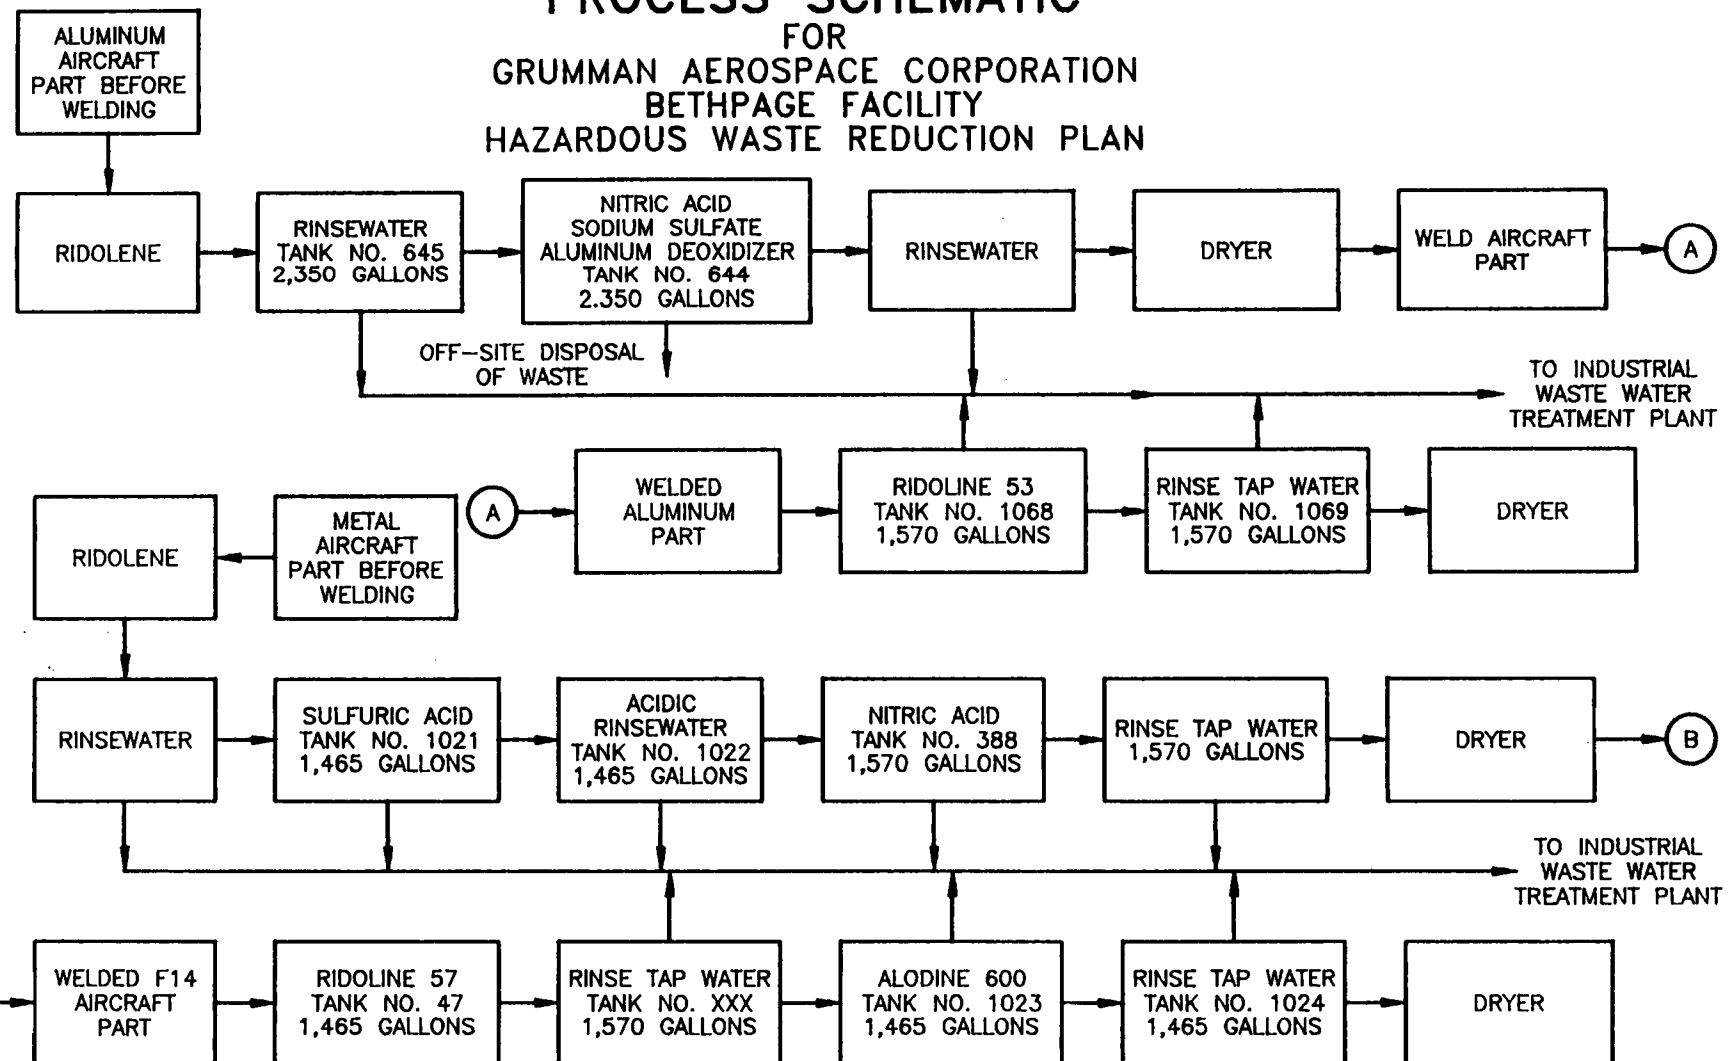 PROCESS SCHEMATIC
FOR
GRUMMAN AEROSPACE CORPORATION
BETHPAGE FACILITY
HAZARDOUS WASTE REDUCTION PLAN
ALUMINUM
AIRCRAFT
PART BEFORE
WELDING
RIDOLENE
RINSEWATER
TANK NO. 645
2,350 GALLONS
NITRIC ACID
SODIUM SULFATE
ALUMINUM DEOXIDIZER
TANK NO. 644
2.350 GALLONS
RINSEWATER
DRYER
WELD AIRCRAFT
PART
A
OFF-SITE DISPOSAL
OF WASTE
TO INDUSTRIAL
WASTE WATER
TREATMENT PLANT
A
WELDED
ALUMINUM
PART
RIDOLINE 53
TANK NO. 1068
1,570 GALLONS
RINSE TAP WATER
TANK NO. 1069
1,570 GALLONS
DRYER
RIDOLENE
METAL
AIRCRAFT
PART BEFORE
WELDING
RINSEWATER
SULFURIC ACID
TANK NO. 1021
1,465 GALLONS
ACIDIC
RINSEWATER
TANK NO. 1022
1,465 GALLONS
NITRIC ACID
TANK NO. 388
1,570 GALLONS
RINSE TAP WATER
1,570 GALLONS
DRYER
B
TO INDUSTRIAL
WASTE WATER
TREATMENT PLANT
WELDED F14
AIRCRAFT
PART
RIDOLINE 57
TANK NO. 47
1,465 GALLONS
RINSE TAP WATER
TANK NO. XXX
1,570 GALLONS
ALODINE 600
TANK NO. 1023
1,465 GALLONS
RINSE TAP WATER
TANK NO. 1024
1,465 GALLONS
DRYER